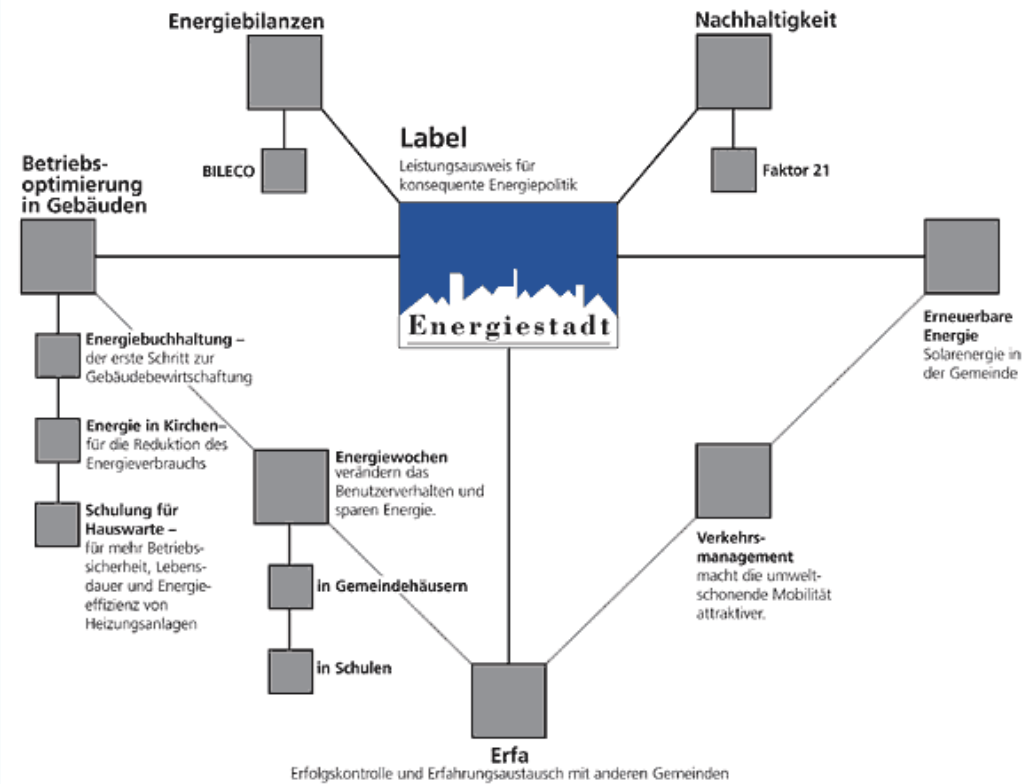 Energiebilanzen
Nachhaltigkeit
Label
Leistungsausweis für
konsequente Energiepolitik
BILECO
Faktor 21
Betriebs-
optimierung
in Gebäuden
Energiestadt
Erneuerbare
Energie
Solarenergie in
der Gemeinde
Energiebuchhaltung –
der erste Schritt zur
Gebäudebewirtschaftung
Energie in Kirchen–
für die Reduktion des
Energieverbrauchs
Schulung für
Hauswarte –
für mehr Betriebs-
sicherheit, Lebens-
dauer und Energie-
effizienz von
Heizungsanlagen
Energiewochen
verändern das
Benutzerverhalten und
sparen Energie.
in Gemeindehäusern
in Schulen
Verkehrs-
management
macht die umwelt-
schonende Mobilität
attraktiver.
Erfa
Erfolgskontrolle und Erfahrungsaustausch mit anderen Gemeinden